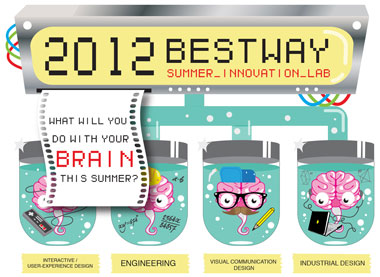 2012 BESTWAY
SUMMER_INNOVATION_LAB
WHAT WILL YOU
DO WITH YOUR
BRAIN
THIS SUMMER?
INTERACTIVE /
USER-EXPERIENCE DESIGN
ENGINEERING
VISUAL COMMUNICATION
DESIGN
INDUSTRIAL DESIGN